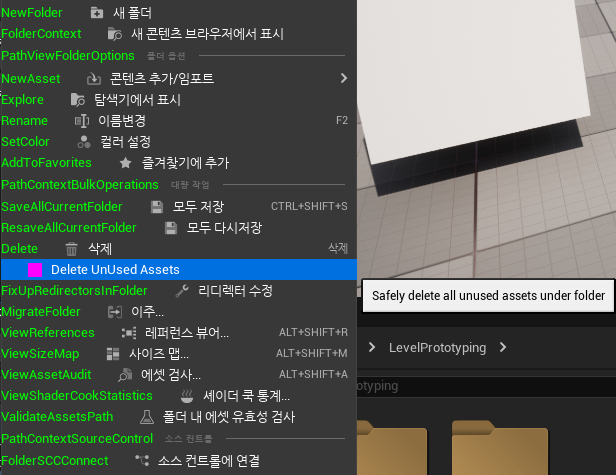 NewFolder 새 폴더
FolderContext 새 콘텐츠 브라우저에서 표시
PathViewFolderOptions 폴더 옵션
NewAsset 콘텐츠 추가/임포트
Explore 탐색기에서 표시
Rename 이름변경 F2
SetColor 컬러 설정
AddToFavorites 즐겨찾기에 추가
PathContextBulkOperations 대량 작업
SaveAllCurrentFolder 모두 저장 CTRL+SHIFT+S
ResaveAllCurrentFolder 모두 다시저장
Delete 삭제 삭제
Delete UnUsed Assets
Safely delete all unused assets under folder
FixUpRedirectorsInFolder 리디렉터 수정
MigrateFolder 이주...
ViewReferences 레퍼런스 뷰어... ALT+SHIFT+R
ViewSizeMap 사이즈 맵... ALT+SHIFT+M
LevelPrototyping
ViewAssetAudit 에셋 검사... ALT+SHIFT+A
otyping
ViewShaderCookStatistics 셰이더 쿡 통계...
ValidateAssetsPath 폴더 내 에셋 유효성 검사
PathContextSourceControl 소스 컨트롤
FolderSCCConnect 소스 컨트롤에 연결